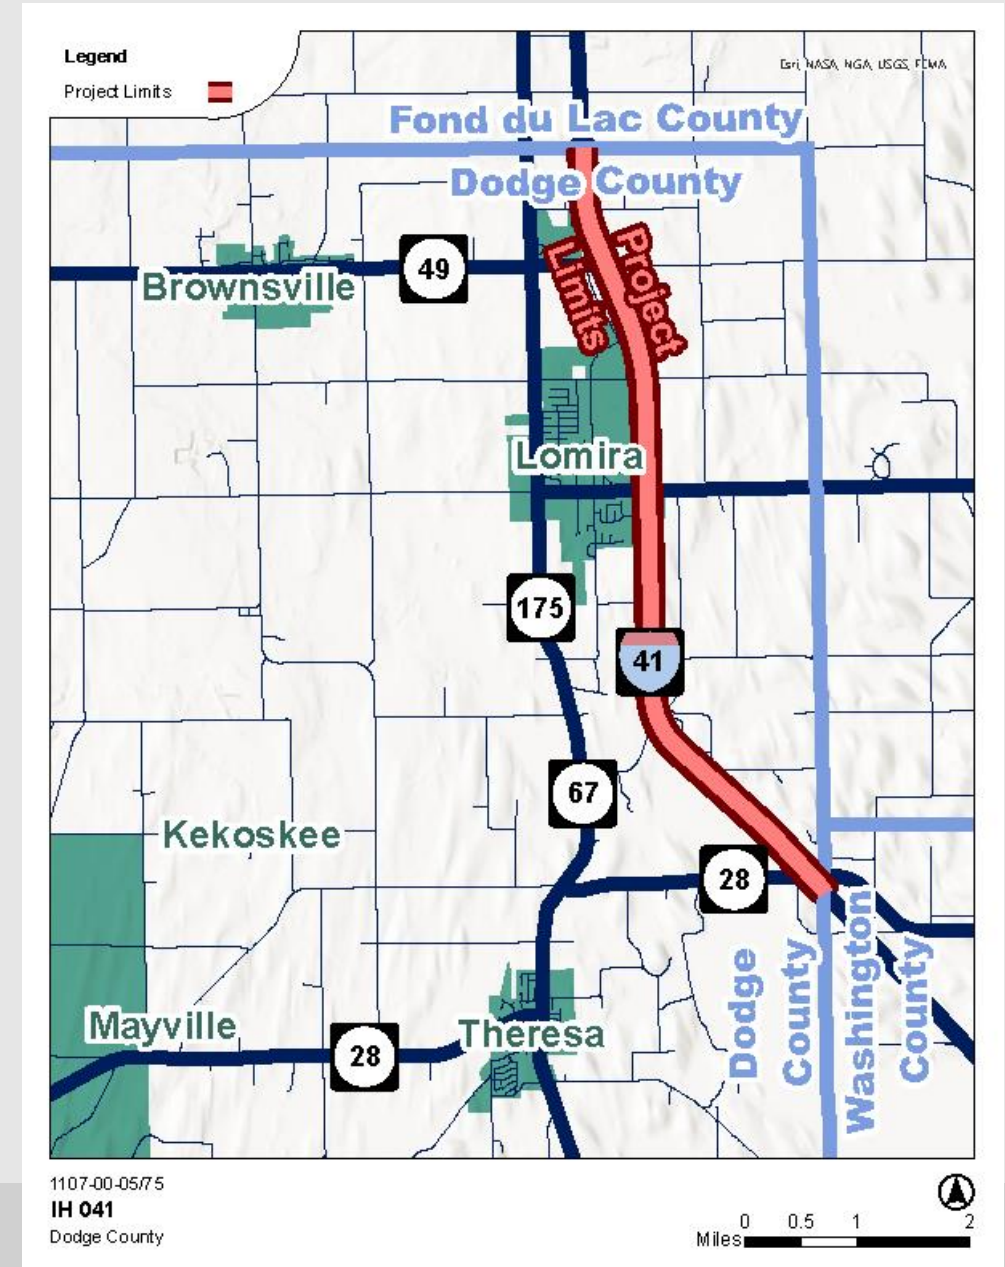 Legend
Project Limits
Esri, NASA, NGA, USGS, FEMA
Fond du Lac County
Dodge County
Project
Limits
49
Brownsville
Lomira
175
41
67
Kekoskee
28
Dodge
County
Washington
County
Mayville
Theresa
28
1107-00-05/75
IH 041
Dodge County
0 0.5 1 2
Miles